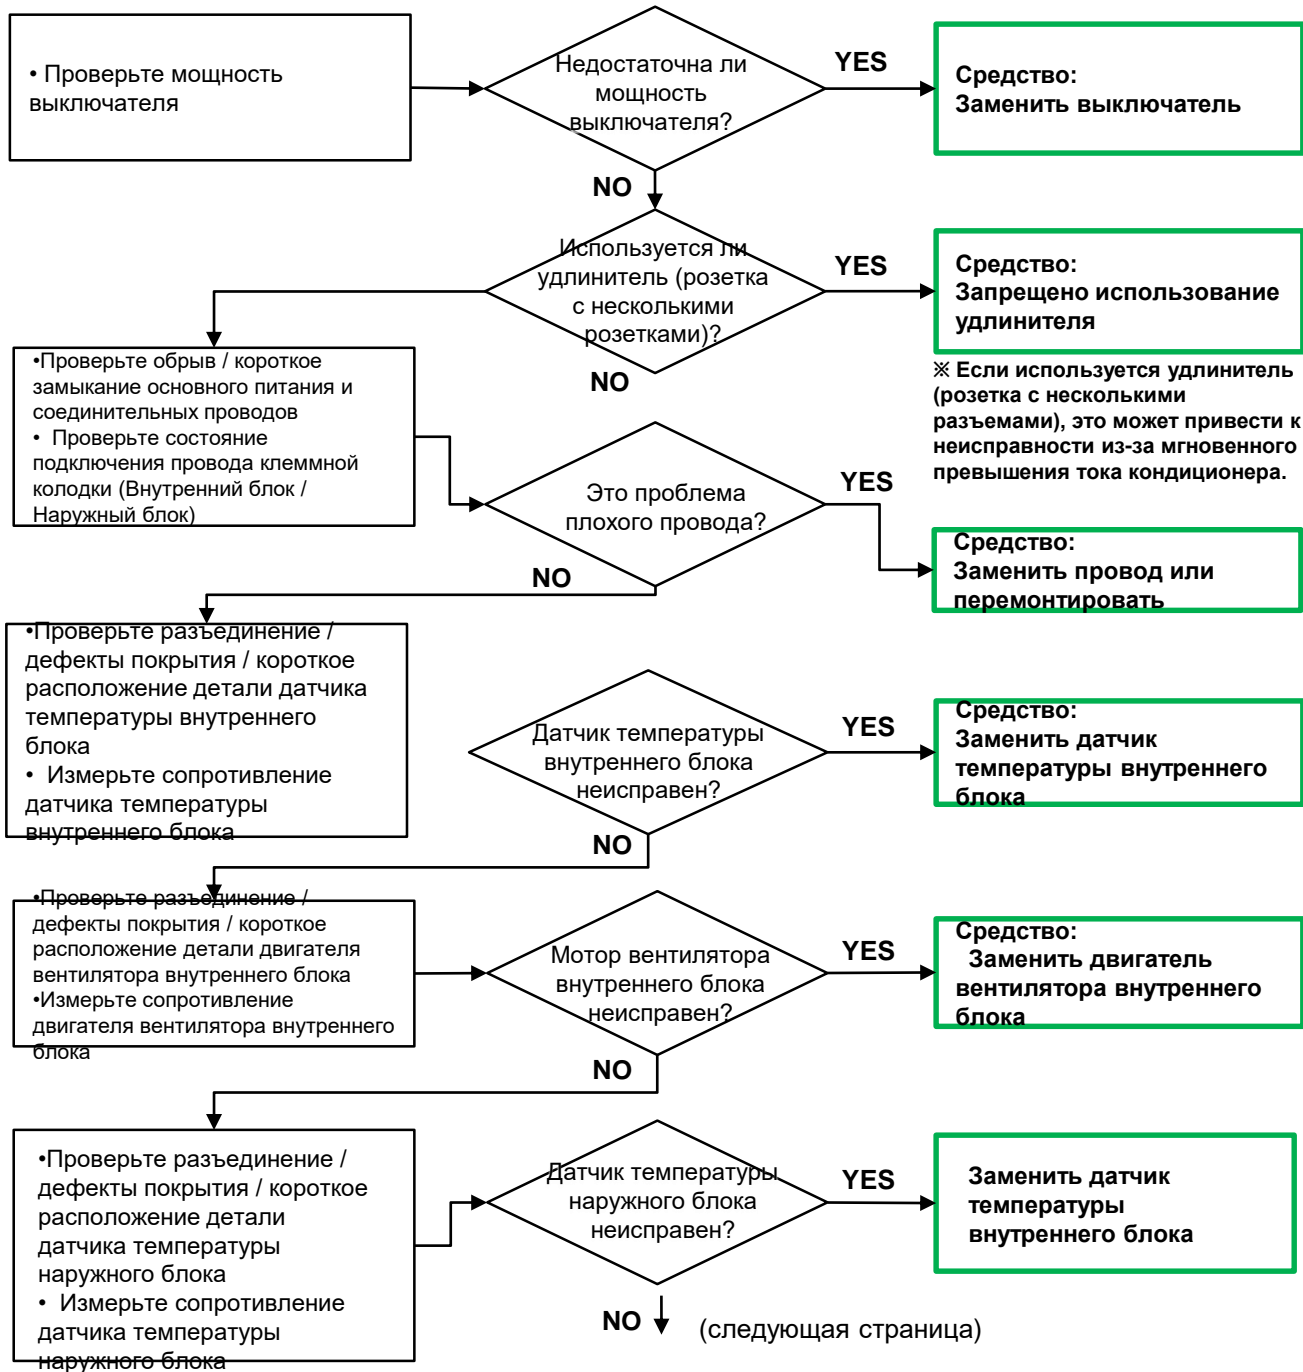 • Проверьте мощность
выключателя
Недостаточна ли
мощность
выключателя?
YES
Средство:
Заменить выключатель
NO
Используется ли
удлинитель (розетка
с несколькими
розетками)?
YES
Средство:
Запрещено использование
удлинителя
NO
※ Если используется удлинитель
(розетка с несколькими
разъемами), это может привести к
неисправности из-за мгновенного
превышения тока кондиционера.
•Проверьте обрыв / короткое
замыкание основного питания и
соединительных проводов
• Проверьте состояние
подключения провода клеммной
колодки (Внутренний блок /
Наружный блок)
Это проблема
плохого провода?
YES
Средство:
Заменить провод или
перемонтировать
NO
•Проверьте разъединение /
дефекты покрытия / короткое
расположение детали датчика
температуры внутреннего
блока
• Измерьте сопротивление
датчика температуры
внутреннего блока
Датчик температуры
внутреннего блока
неисправен?
YES
Средство:
Заменить датчик
температуры внутреннего
блока
NO
•Проверьте разъединение /
дефекты покрытия / короткое
расположение детали двигателя
вентилятора внутреннего блока
•Измерьте сопротивление
двигателя вентилятора внутреннего
блока
Мотор вентилятора
внутреннего блока
неисправен?
YES
Средство:
Заменить двигатель
вентилятора внутреннего
блока
NO
•Проверьте разъединение /
дефекты покрытия / короткое
расположение детали
датчика температуры
наружного блока
• Измерьте сопротивление
датчика температуры
наружного блока
Датчик температуры
наружного блока
неисправен?
YES
Заменить датчик
температуры
внутреннего блока
NO
(следующая страница)